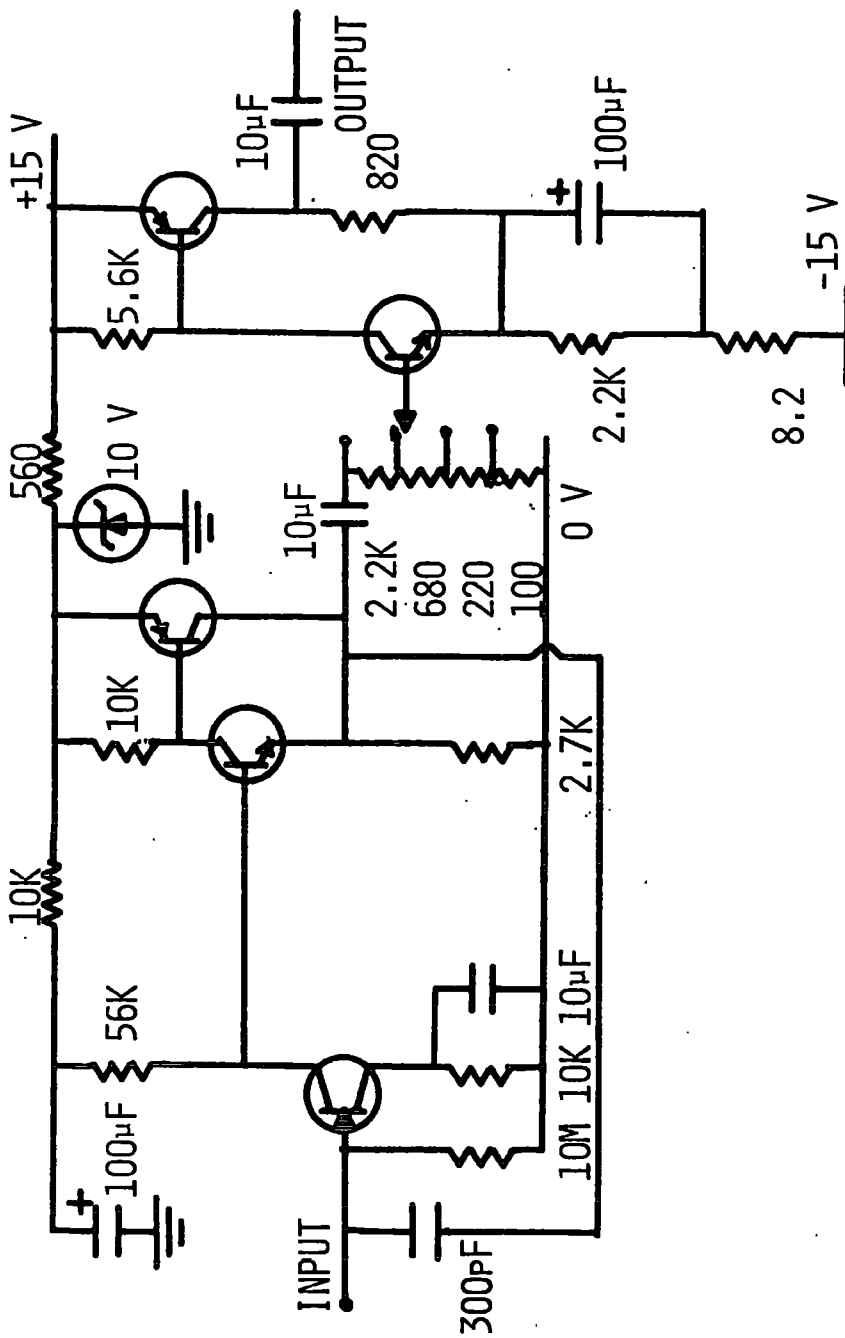 10K
560
+15 V
+
100µF
56K
10K
10 V
5.6K
INPUT
10µF
10µF
OUTPUT
2.2K
680
220
100
820
300PF
10M
10K
10µF
2.7K
0 V
2.2K
+
100µF
8.2
-15 V